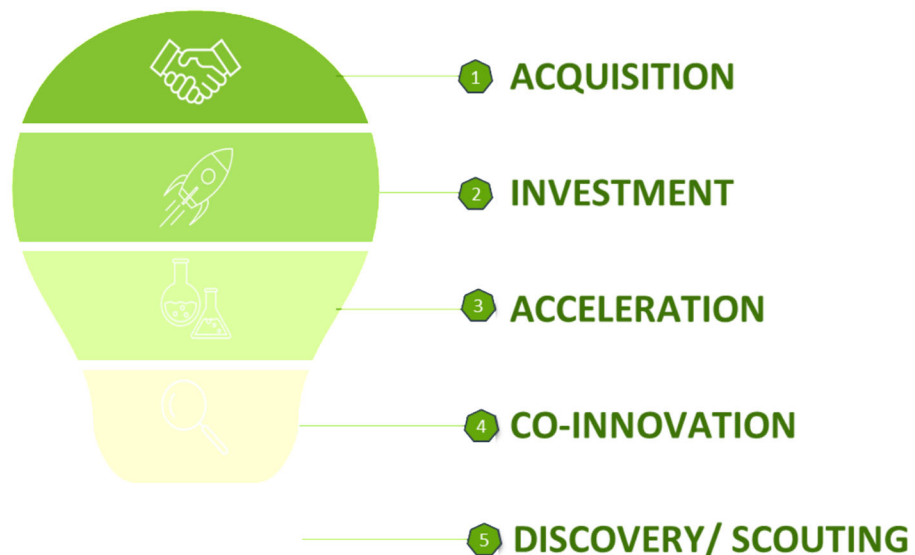 1 ACQUISITION
2 INVESTMENT
3 ACCELERATION
4 CO-INNOVATION
5 DISCOVERY/ SCOUTING